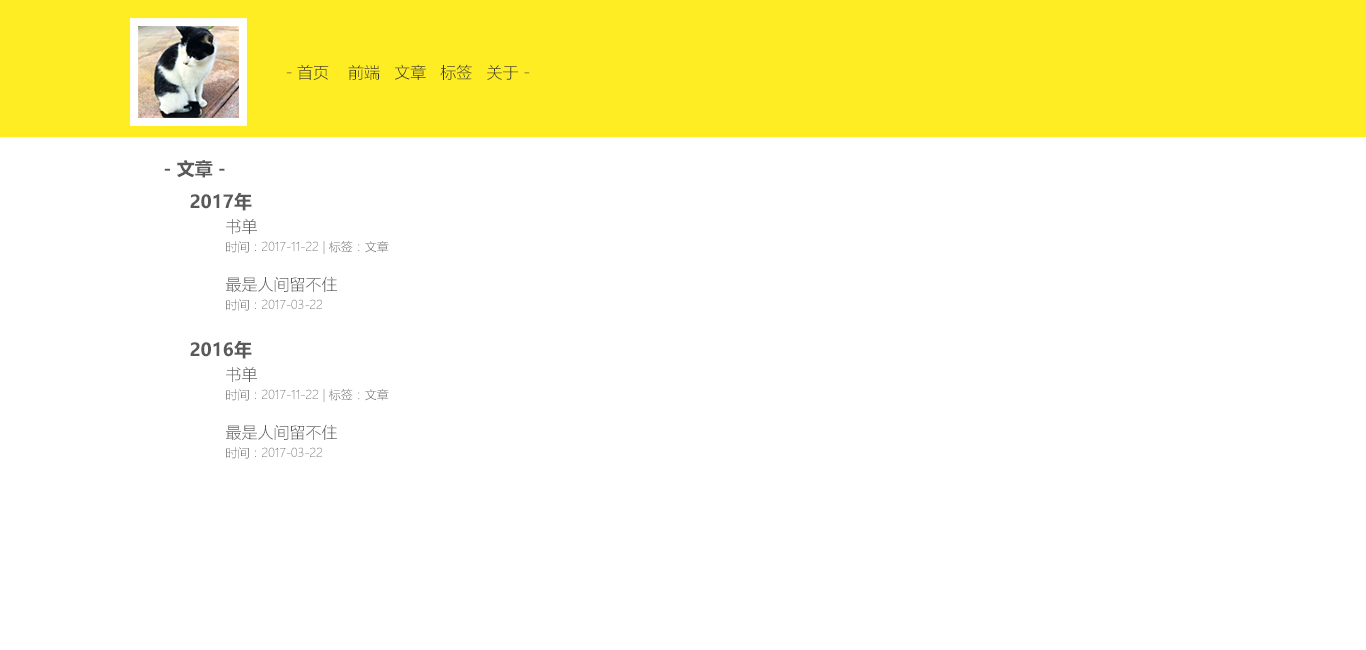 - 首页 前端 文章 标签 关于 -
- 文章 -
2017年
书单
时间：2017-11-22 | 标签：文章
最是人间留不住
时间：2017-03-22
2016年
书单
时间：2017-11-22 | 标签：文章
最是人间留不住
时间：2017-03-22